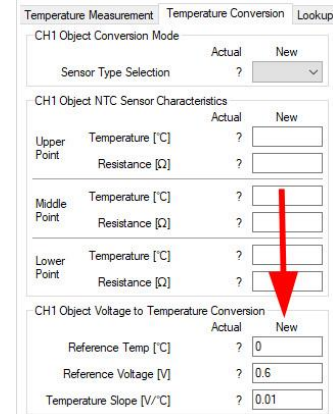 Temperature Measurement Temperature Conversion Lookup
CH1 Object Conversion Mode
Actual New
Sensor Type Selection ?
CH1 Object NTC Sensor Characteristics
Actual New
Upper Point Temperature [°C] ?
Resistance [Ω] ?
Middle Point Temperature [°C] ?
Resistance [Ω] ?
Lower Point Temperature [°C] ?
Resistance [Ω] ?
CH1 Object Voltage to Temperature Conversion
Actual New
Reference Temp [°C] ? 0
Reference Voltage [V] ? 0.6
Temperature Slope [V/°C] ? 0.01